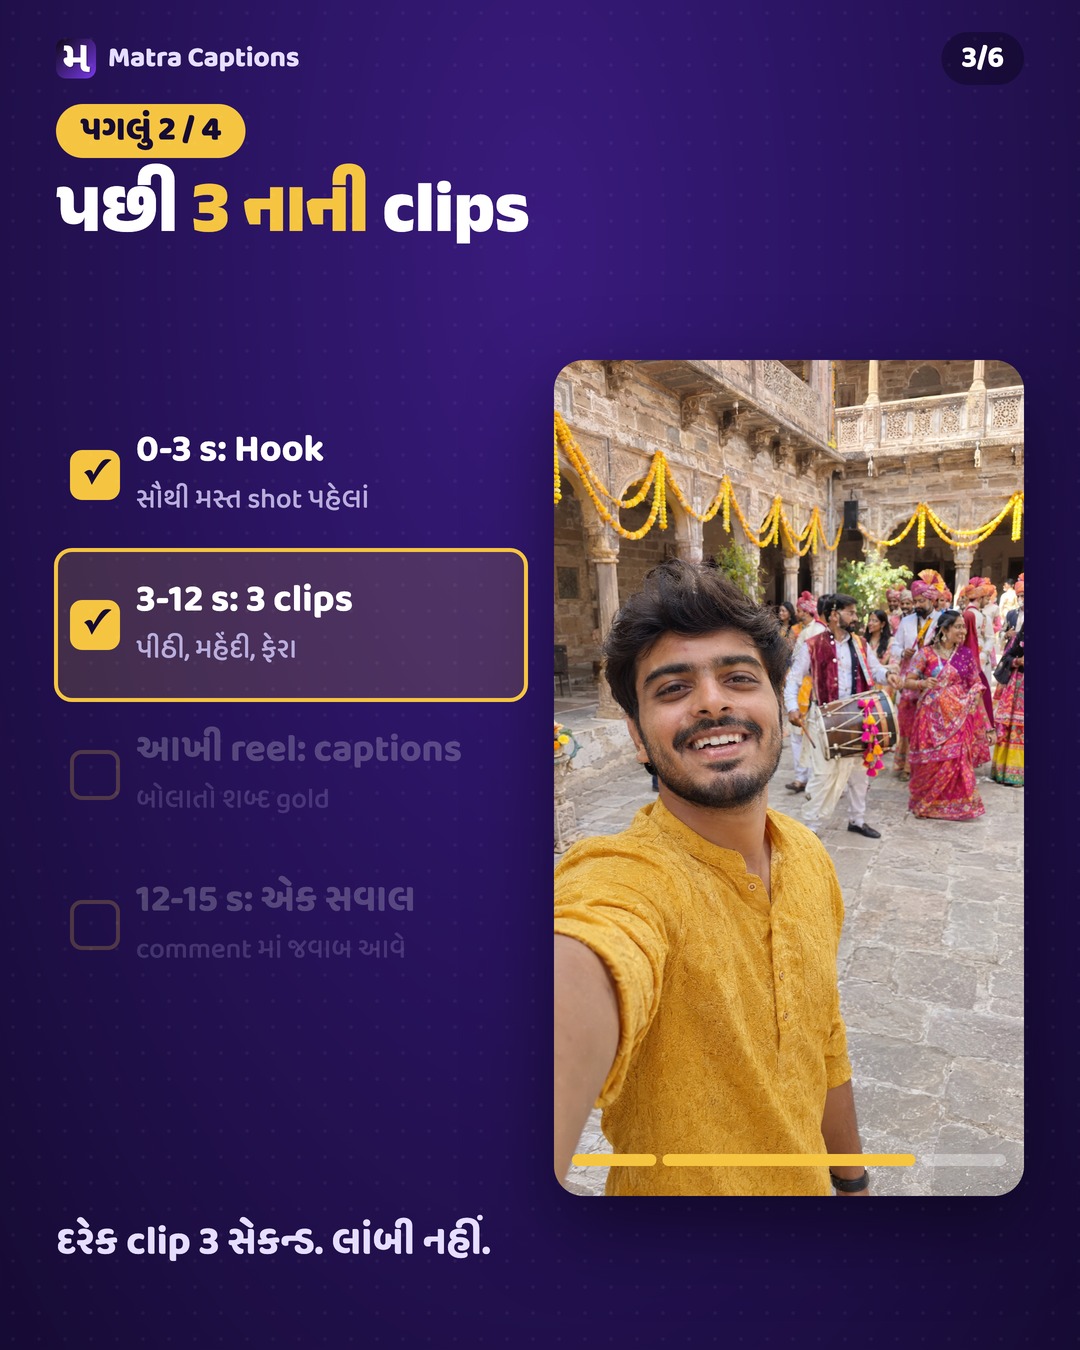 મ Matra Captions
3/6
પગલું 2 / 4
પછી 3 નાની clips
0-3 s: Hook
સૌથી મસ્ત shot પહેલાં
3-12 s: 3 clips
પીઠી, મહેંદી, ફેરા
આખી reel: captions
બોલાતો શબ્દ gold
12-15 s: એક સવાલ
comment માં જવાબ આવે
દરેક clip 3 સેકન્ડ. લાંબી નહીં.